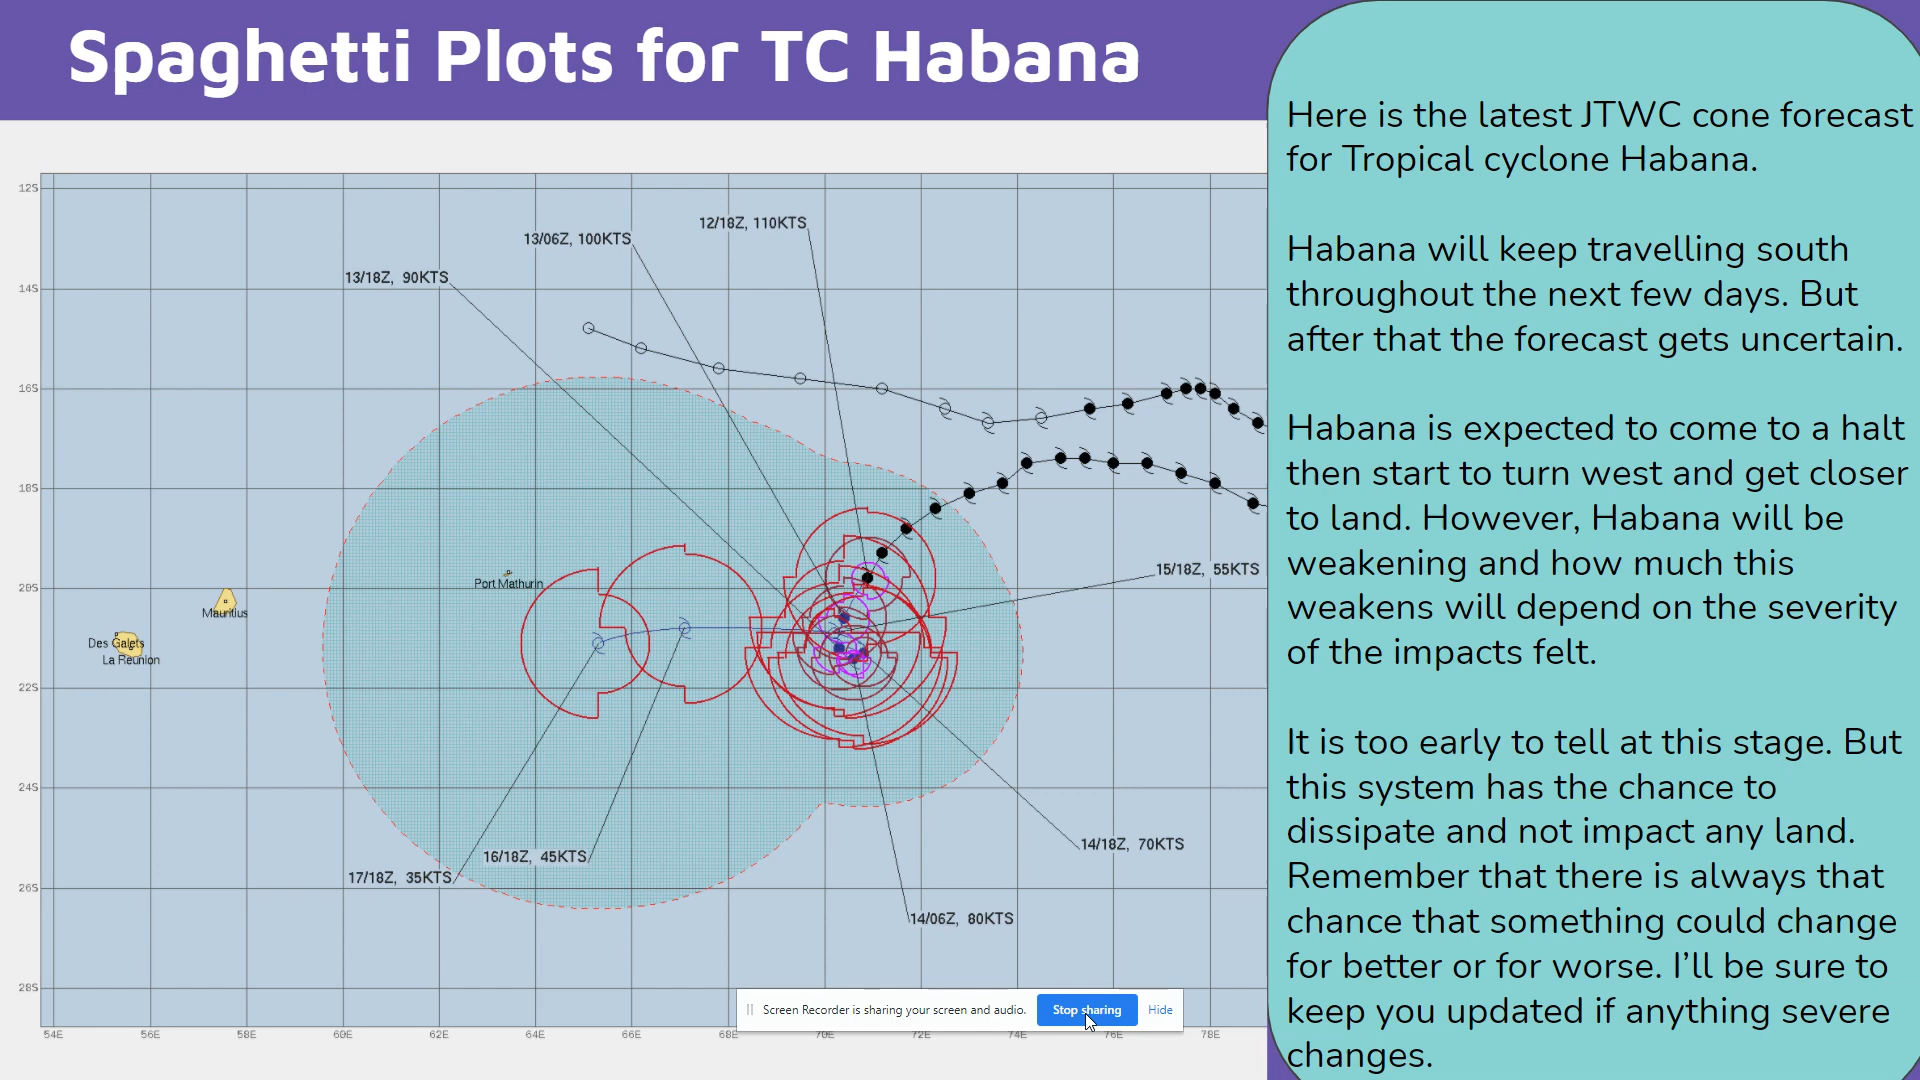 Spaghetti Plots for TC Habana
Here is the latest JTWC cone forecast
for Tropical cyclone Habana.
Habana will keep travelling south
throughout the next few days. But
after that the forecast gets uncertain.
Habana is expected to come to a halt
then start to turn west and get closer
to land. However, Habana will be
weakening and how much this
weakens will depend on the severity
of the impacts felt.
It is too early to tell at this stage. But
this system has the chance to
dissipate and not impact any land.
Remember that there is always that
chance that something could change
for better or for worse. I’ll be sure to
keep you updated if anything severe
changes.
12S
14S
16S
18S
20S
22S
24S
26S
28S
12/18Z, 110KTS
13/06Z, 100KTS
13/18Z, 90KTS
15/18Z, 55KTS
Port Mathurin
Mauritius
Des Galets
La Reunion
14/18Z, 70KTS
16/18Z, 45KTS
17/18Z, 35KTS
14/06Z, 80KTS
Screen Recorder is sharing your screen and audio.
Stop sharing
Hide
54E
56E
58E
60E
62E
64E
66E
68E
70E
72E
74E
76E
78E